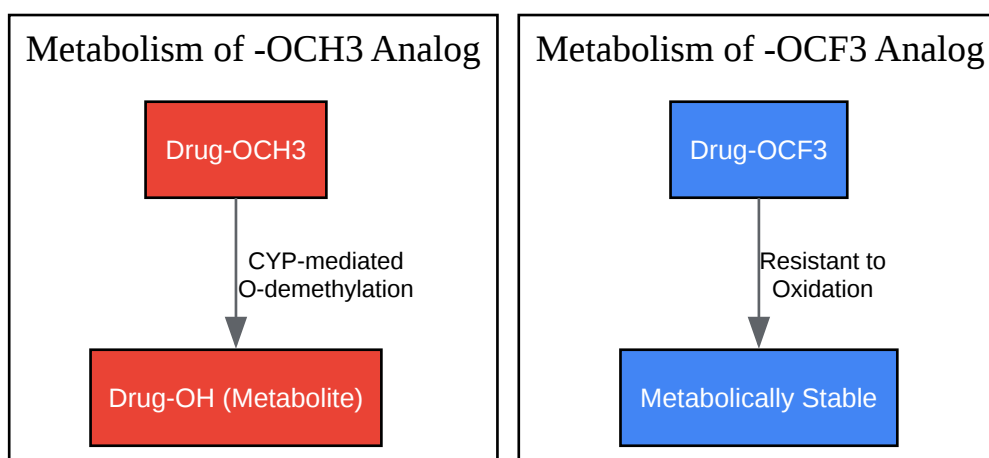 Metabolism of -OCH3 Analog
Drug-OCH3
CYP-mediated
O-demethylation
Drug-OH (Metabolite)
Metabolism of -OCF3 Analog
Drug-OCF3
Resistant to
Oxidation
Metabolically Stable